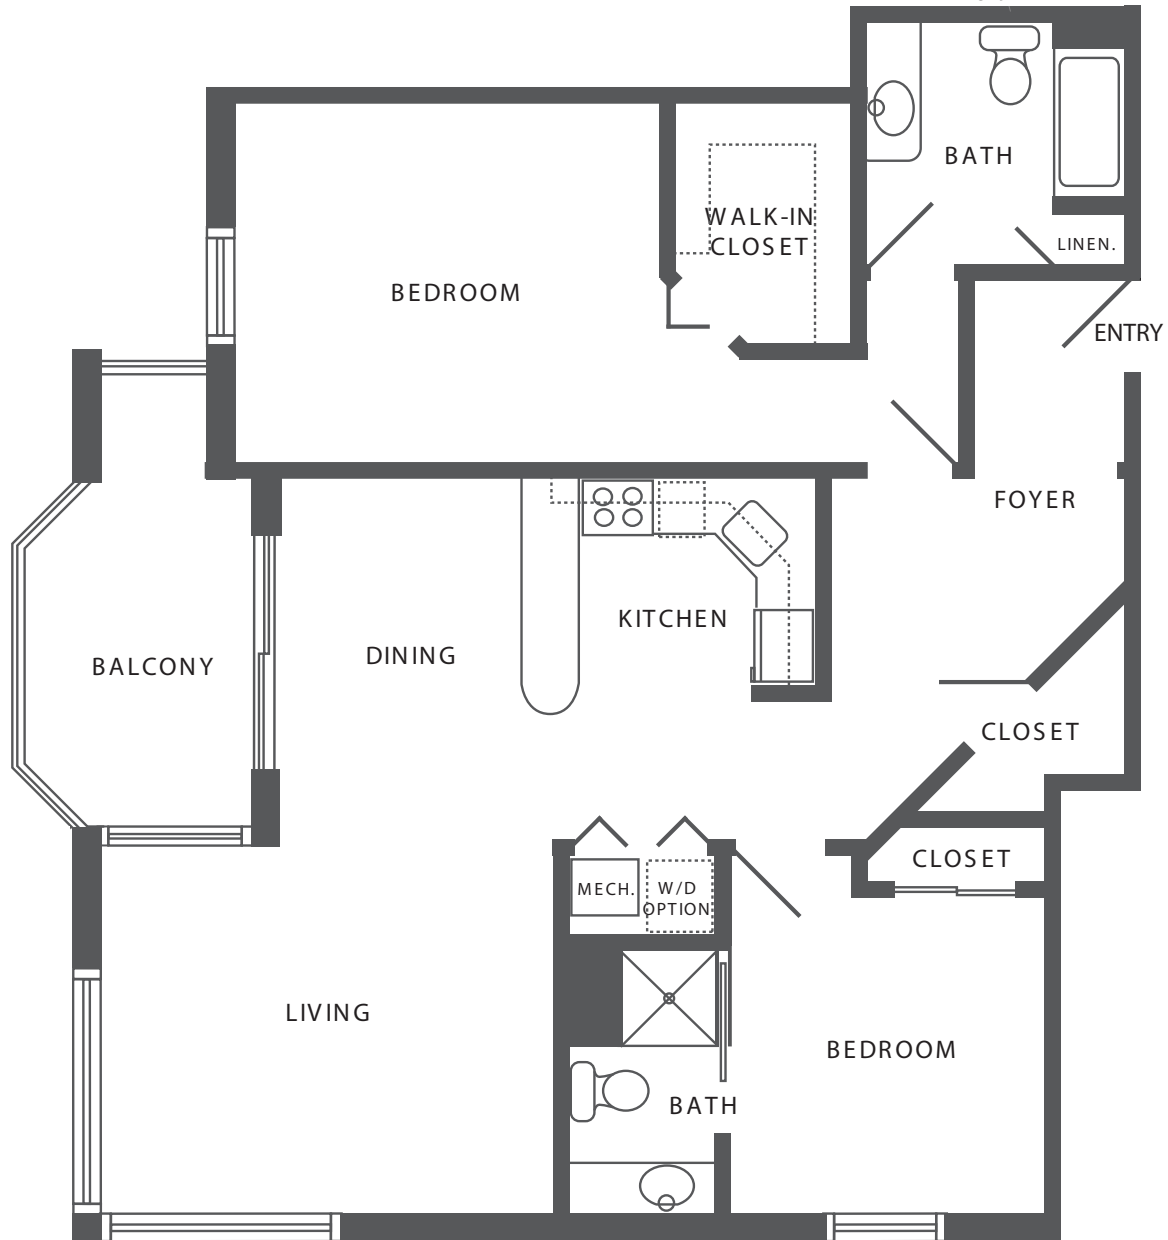 BATH
LINEN.
WALK-IN
CLOSET
BEDROOM
ENTRY
FOYER
KITCHEN
DINING
BALCONY
CLOSET
CLOSET
MECH.
W/D
OPTION
LIVING
BEDROOM
BATH